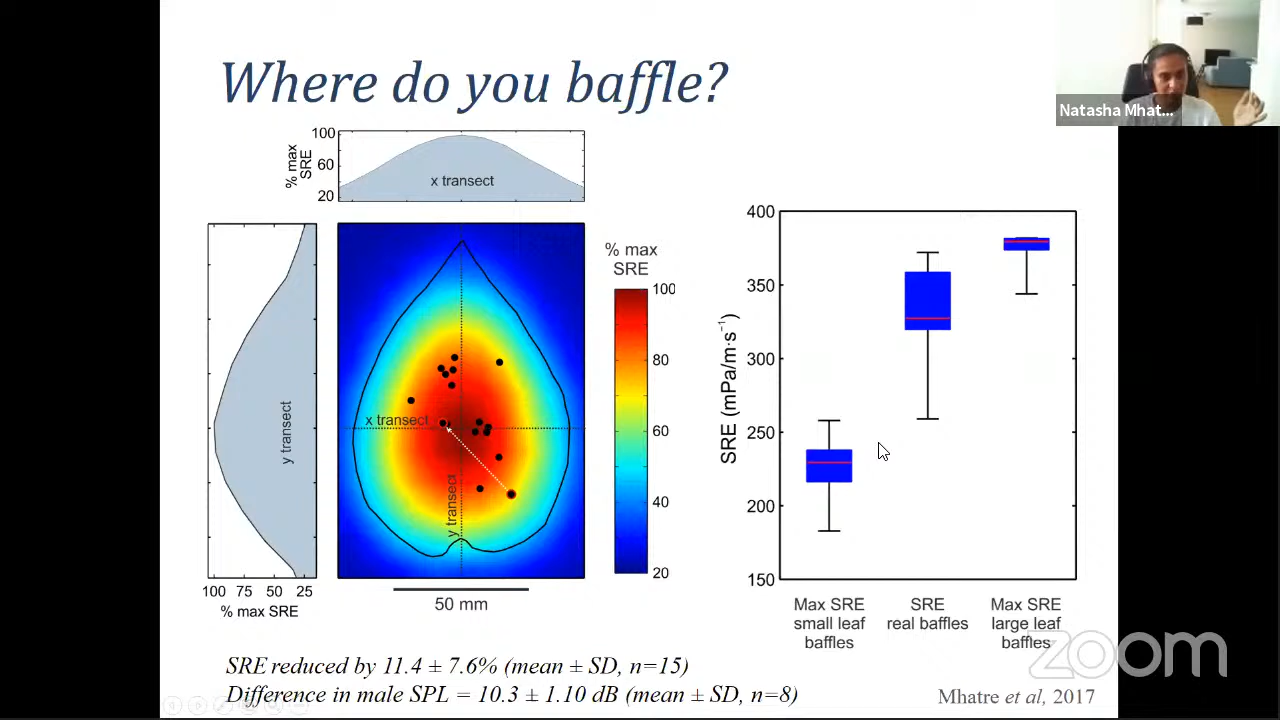 Where do you baffle?
Natasha Mhat...
100
60
20
% max
SRE
x transect
y transect
100 75 50 25
% max SRE
x transect
y transect
50 mm
% max
SRE
100
80
60
40
20
400
350
300
250
200
150
SRE (mPa/m·s⁻¹)
Max SRE
small leaf
baffles
SRE
real baffles
Max SRE
large leaf
baffles
SRE reduced by 11.4 ± 7.6% (mean ± SD, n=15)
Difference in male SPL = 10.3 ± 1.10 dB (mean ± SD, n=8)
Mhatre et al, 2017
zoom